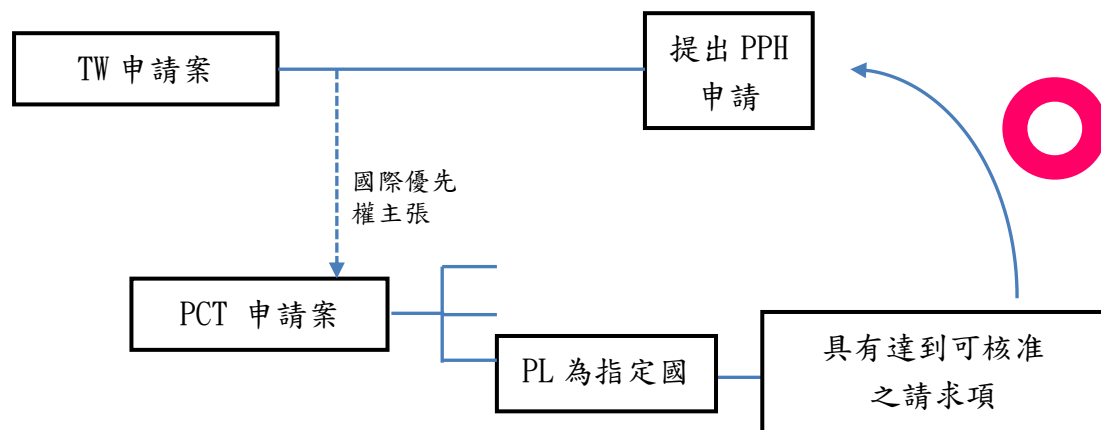 TW 申請案
提出 PPH
申請
國際優先
權主張
PCT 申請案
PL 為指定國
具有達到可核准
之請求項